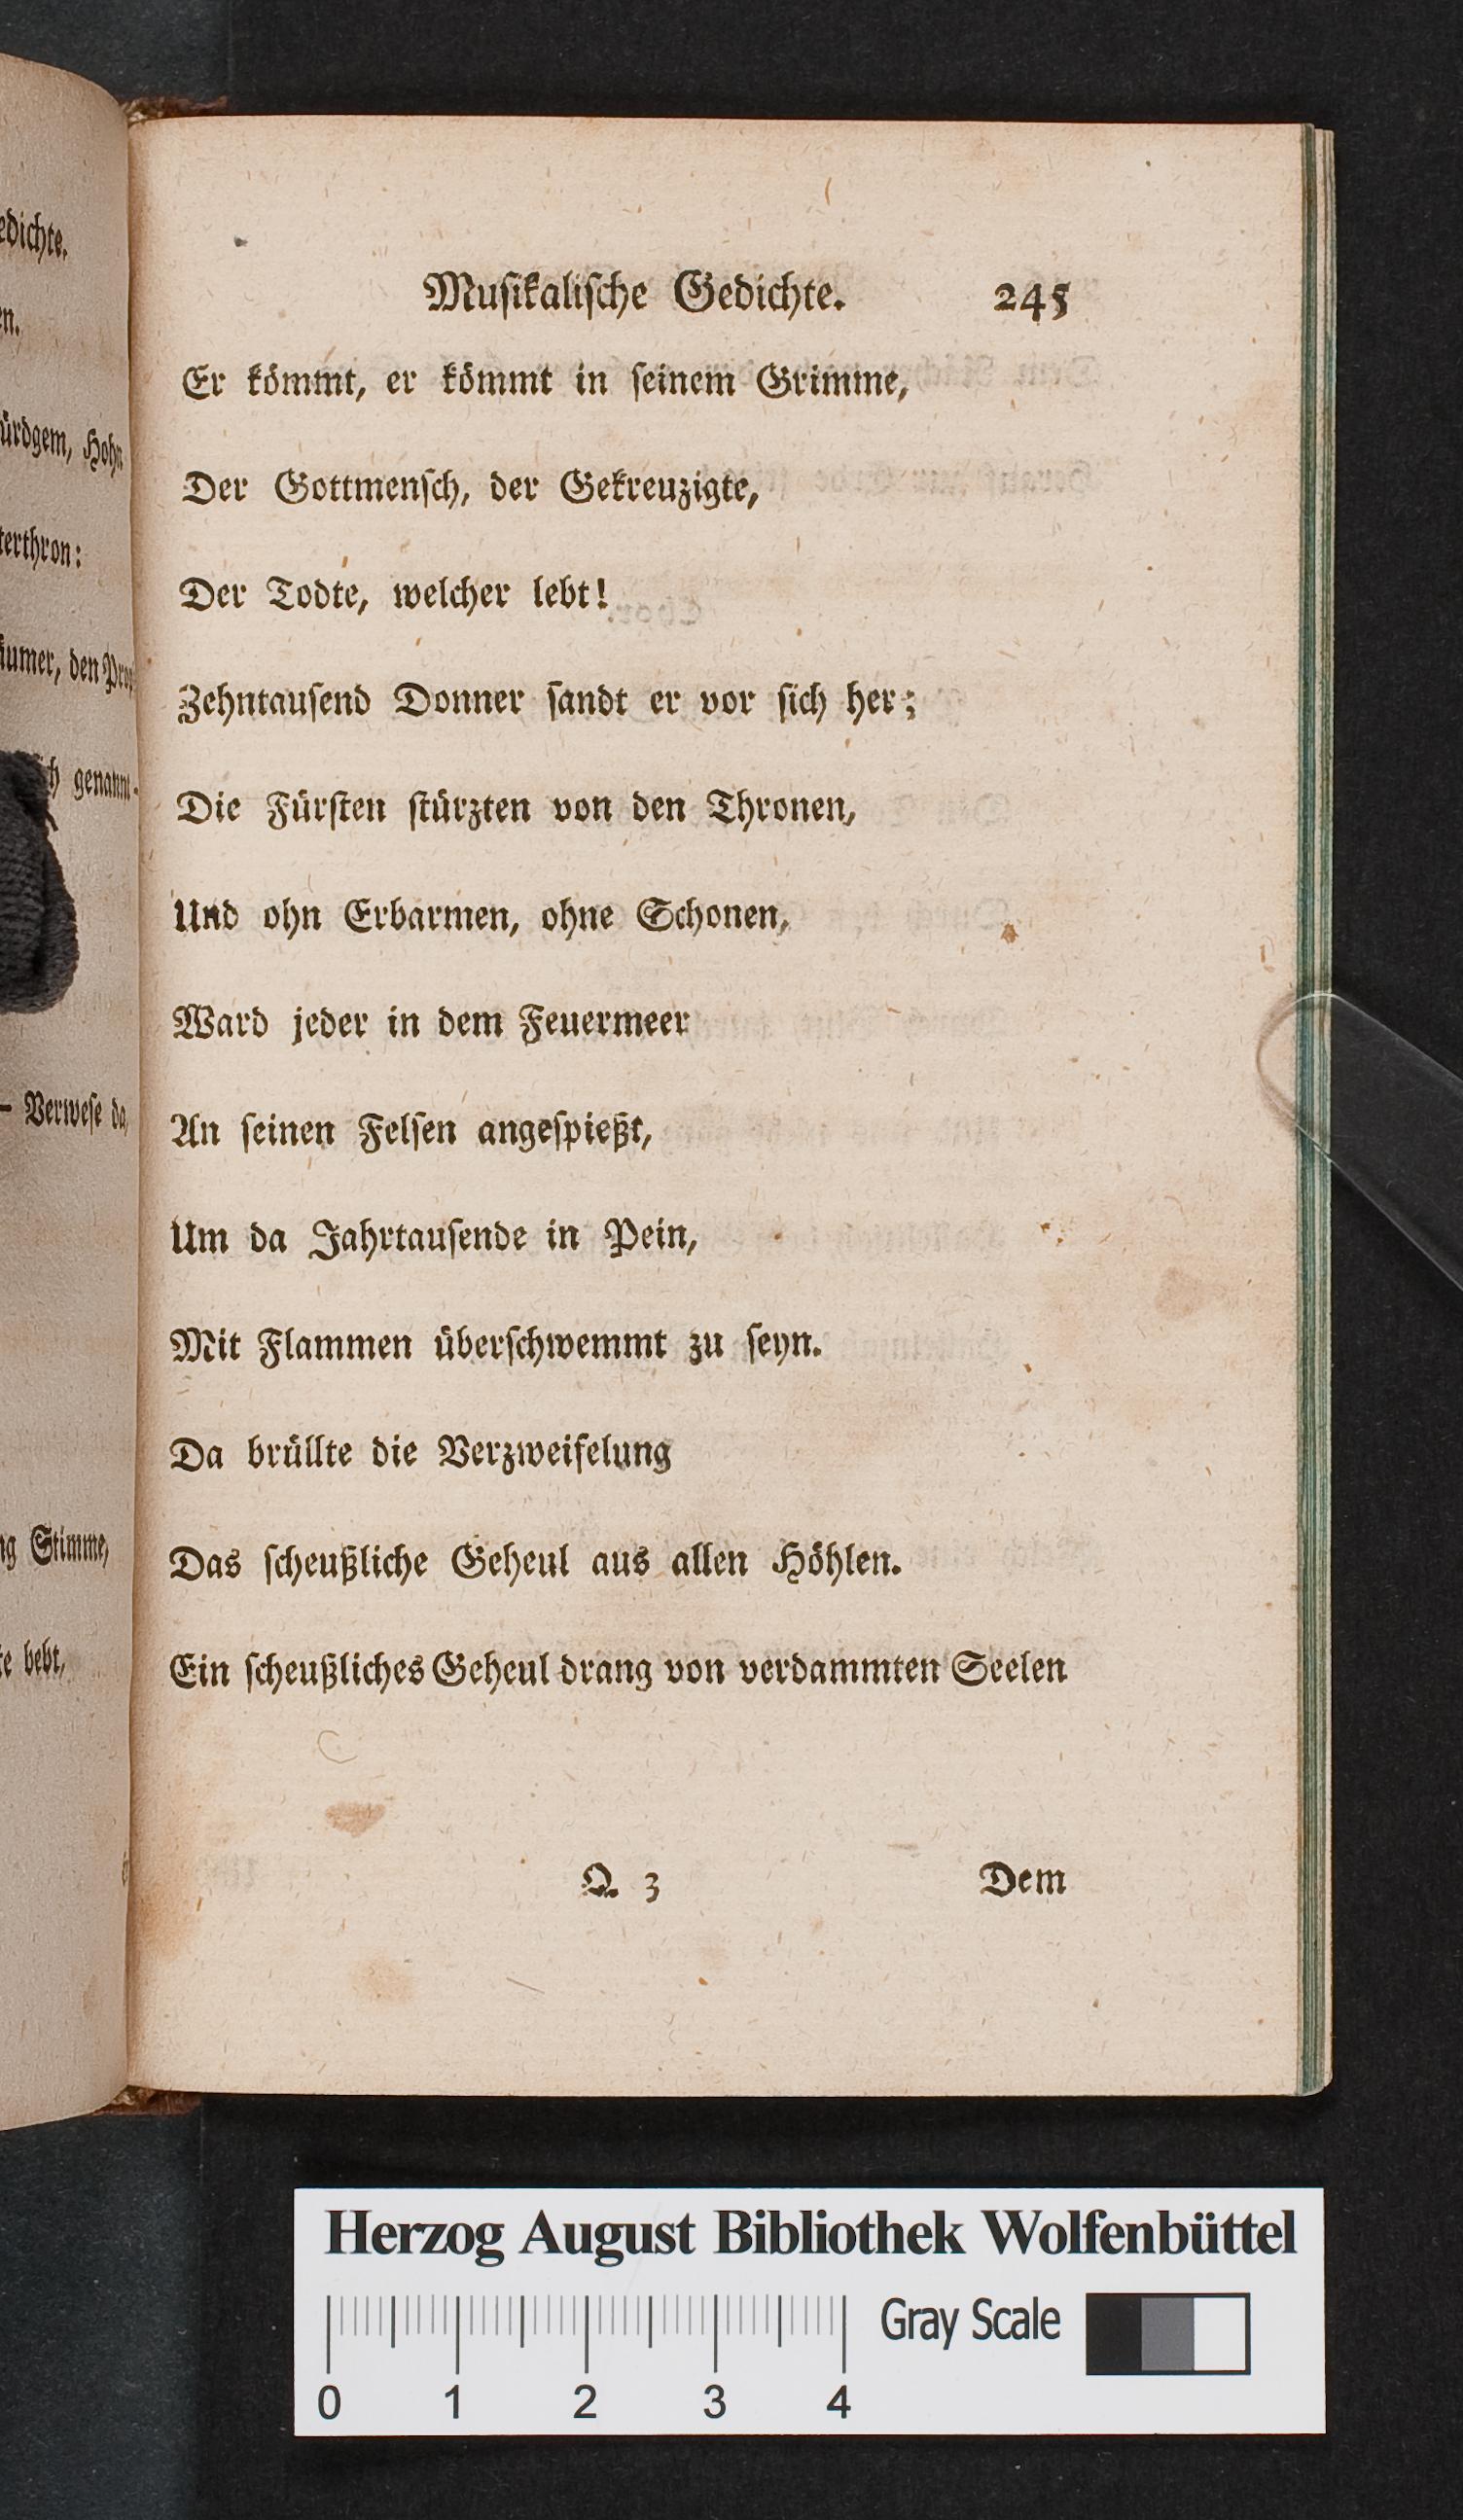 edichte.
en.
ürdgem, Hohn
terthron:
den
genannt.
— Verweſe da,
Stimme,
bebt,
Muſikaliſche Gedichte. 245
Er kömmt, er kömmt in ſeinem Grimme,
Der Gottmenſch, der Gekreuzigte,
Der Todte, welcher lebt!
Zehntauſend Donner ſandt er vor ſich her;
Die Fürſten ſtürzten von den Thronen,
Und ohn Erbarmen, ohne Schonen,
Ward jeder in dem Feuermeer
An ſeinen Felſen angeſpießt,
Um da Jahrtauſende in Pein,
Mit Flammen überſchwemmt zu ſeyn.
Da brüllte die Verzweifelung
Das ſcheußliche Geheul aus allen Höhlen.
Ein ſcheußliches Geheul drang von verdammten Seelen
Q 3 Dem
Herzog August Bibliothek Wolfenbüttel
Gray Scale
0 1 2 3 4